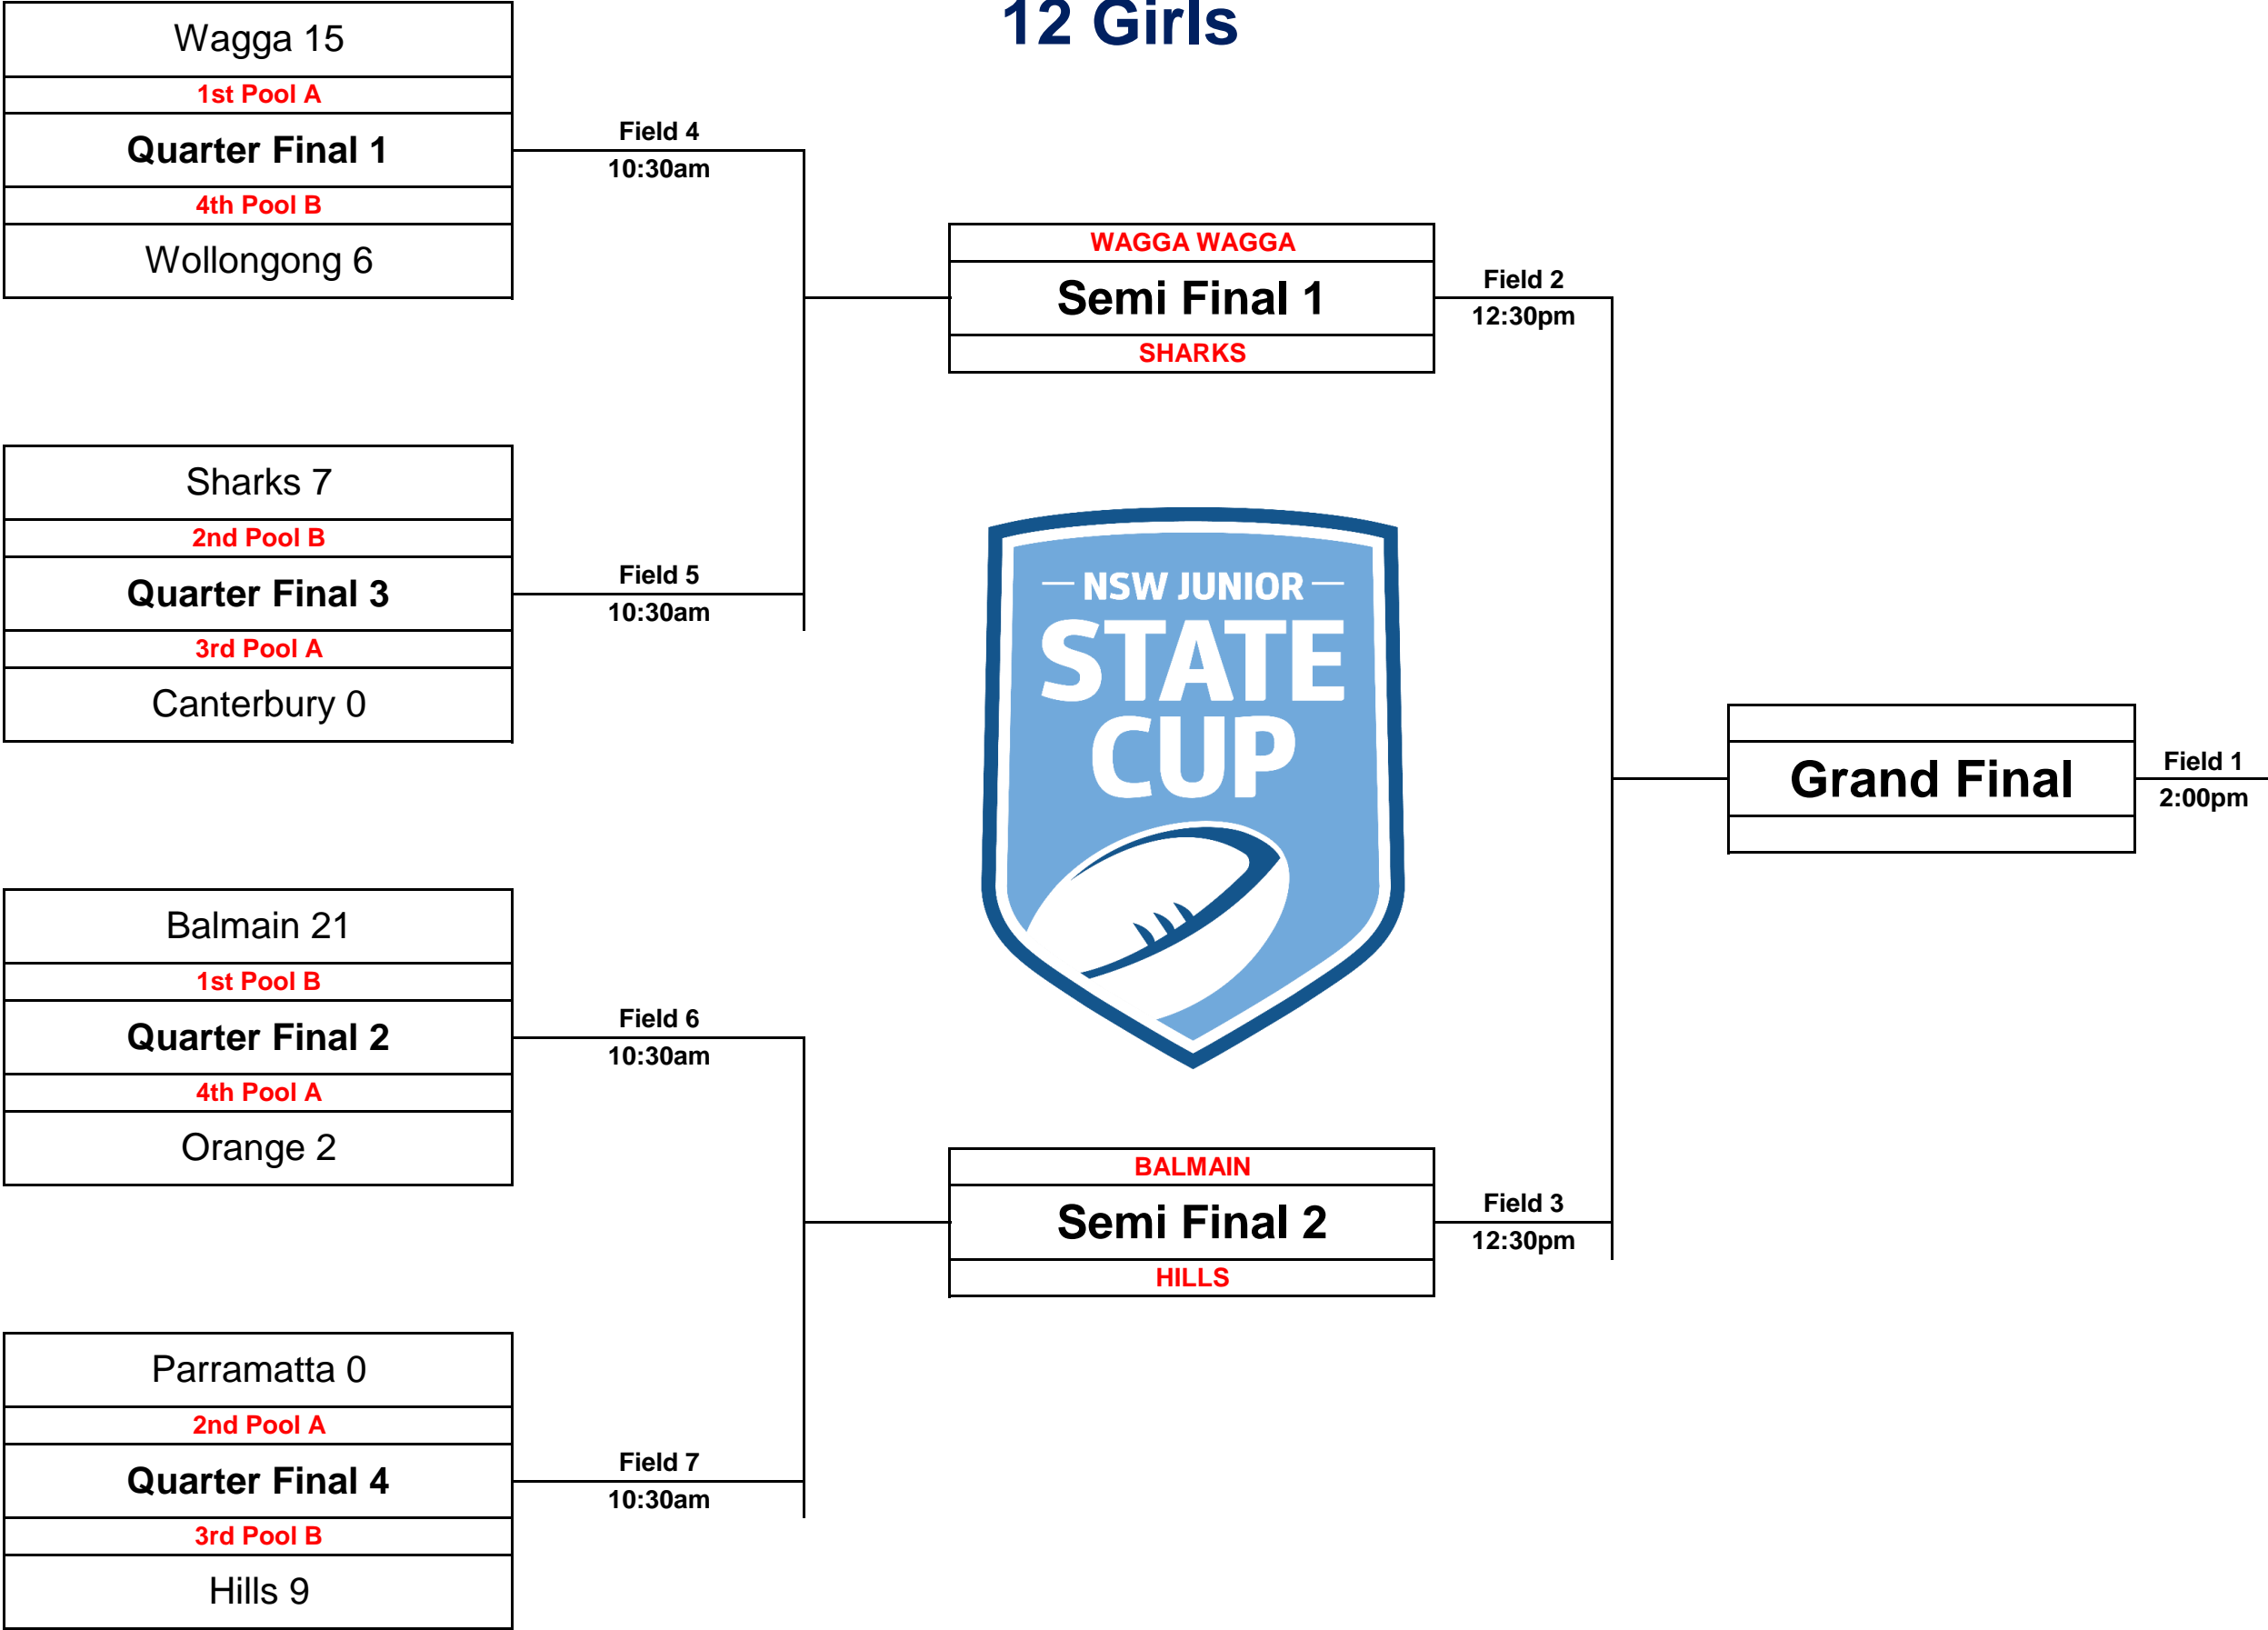 12 Girls
Wagga 15
1st Pool A
Quarter Final 1
4th Pool B
Wollongong 6
Field 4
10:30am
Sharks 7
2nd Pool B
Quarter Final 3
3rd Pool A
Canterbury 0
Field 5
10:30am
Balmain 21
1st Pool B
Quarter Final 2
4th Pool A
Orange 2
Field 6
10:30am
Parramatta 0
2nd Pool A
Quarter Final 4
3rd Pool B
Hills 9
Field 7
10:30am
WAGGA WAGGA
Semi Final 1
SHARKS
Field 2
12:30pm
NSW JUNIOR
STATE
CUP
BALMAIN
Semi Final 2
HILLS
Field 3
12:30pm
Grand Final
Field 1
2:00pm